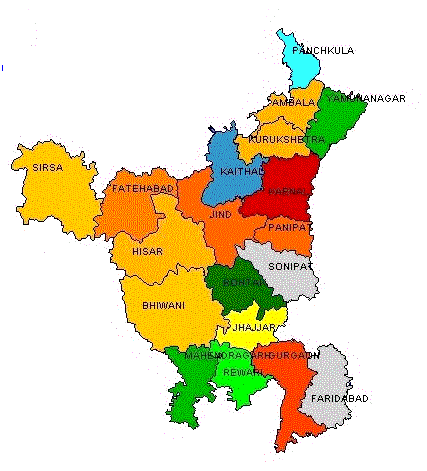 PANCHKULA
AMBALA
YAMUNANAGAR
KURUKSHETRA
SIRSA
KAITHAL
FATEHABAD
KARNAL
JIND
PANIPAT
HISAR
SONIPAT
ROHTAK
BHIWANI
JHAJJAR
MAHENDRAGARH
GURGAON
REWARI
FARIDABAD